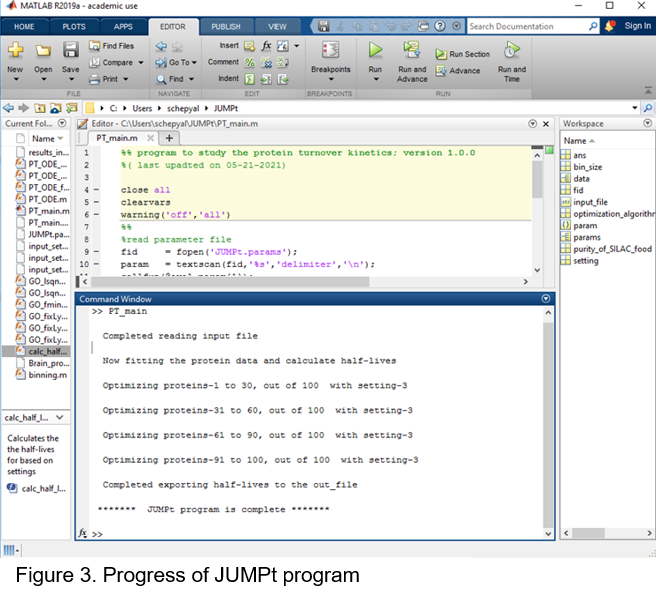 MATLAB R2019a - academic use
HOME PLOTS APPS EDITOR PUBLISH VIEW Search Documentation Sign In
New Open Save Find Files Compare Print
Go To Find
Insert Comment Indent
Breakpoints Run Run and Advance Run Section Advance Run and Time
FILE NAVIGATE EDIT BREAKPOINTS RUN
C: Users schepyal JUMPt
Current Fol...
Name
results_in...
PT_ODE_...
PT_ODE_...
PT_ODE_f...
PT_ODE.m
PT_main.m
PT_main....
JUMPt.pa...
input_set...
input_set...
input_set...
GO_lsqn...
GO_lsqn...
GO_fmin...
GO_fixLy...
GO_fixLy...
GO_fixLy...
calc_half...
Brain_pro...
binning.m
calc_half_l...
Calculates the
the half-lives
for based on
settings
calc_half_l...
Editor - C:\Users\schepyal\JUMPt\PT_main.m
PT_main.m
1 %% program to study the protein turnover kinetics; version 1.0.0
2 %( last upadted on 05-21-2021)
3
4 - close all
5 - clearvars
6 - warning('off','all')
7 %%
8 %read parameter file
9 - fid = fopen('JUMPt.params');
10 - param = textscan(fid,'%s','delimiter','\n');
Command Window
>> PT_main
Completed reading input file
Now fitting the protein data and calculate half-lives
Optimizing proteins-1 to 30, out of 100 with setting-3
Optimizing proteins-31 to 60, out of 100 with setting-3
Optimizing proteins-61 to 90, out of 100 with setting-3
Optimizing proteins-91 to 100, out of 100 with setting-3
Completed exporting half-lives to the out_file
******* JUMPt program is complete *******
fx >>
Workspace
Name
ans
bin_size
data
fid
input_file
optimization_algorithm
param
params
purity_of_SILAC_food
setting
Figure 3. Progress of JUMPt program